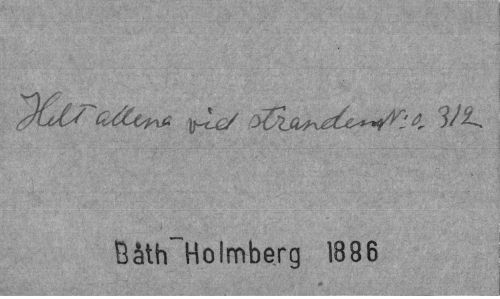 Helt allena vid stranden N:o. 312
Båth-Holmberg 1886